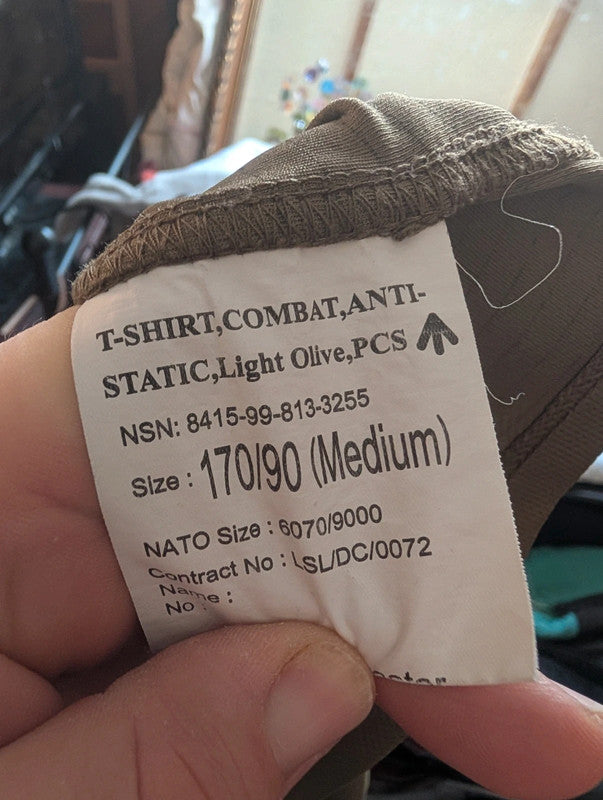 T-SHIRT,COMBAT,ANTI-
STATIC,Light Olive,PCS
NSN: 8415-99-813-3255
Size : 170/90 (Medium)
NATO Size : 6070/9000
Contract No : LSL/DC/0072
Name :
No :